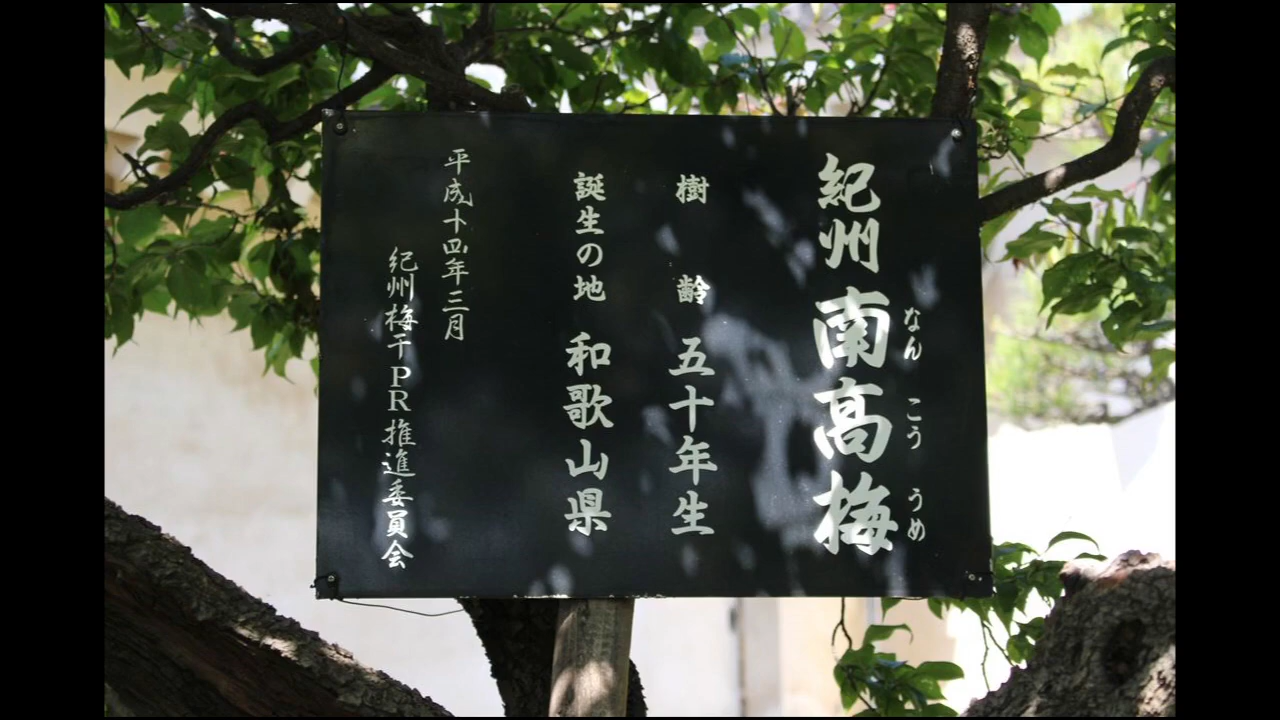 紀州南高梅
なん こう うめ
樹齢 五十年生
誕生の地 和歌山県
平成十四年三月
紀州梅干PR推進委員会